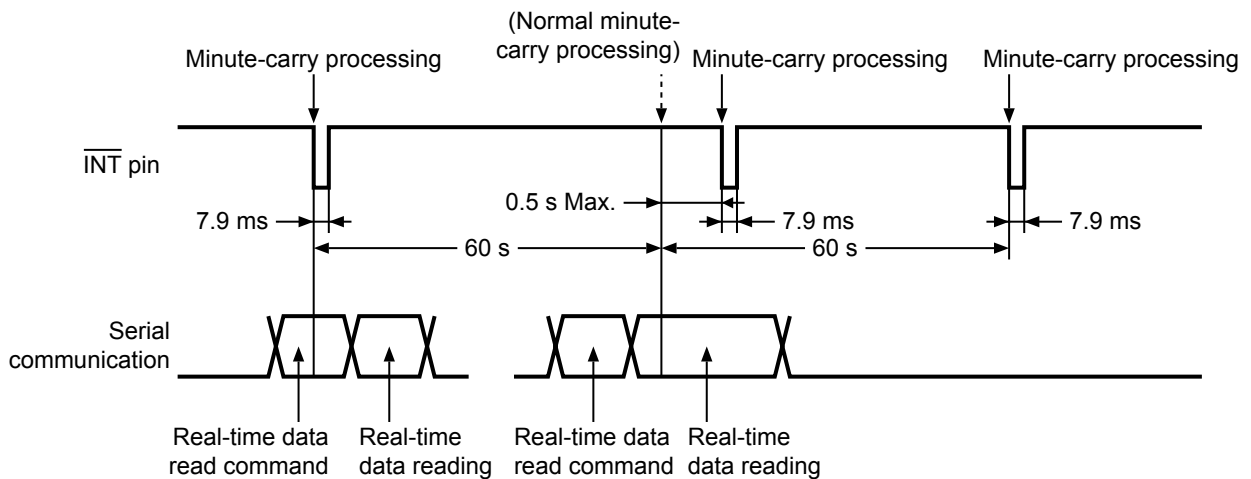 (Normal minute-
carry processing)
Minute-carry processing
Minute-carry processing
Minute-carry processing
INT pin
0.5 s Max.
7.9 ms
7.9 ms
7.9 ms
60 s
60 s
Serial
communication
Real-time data
read command
Real-time
data reading
Real-time data
read command
Real-time
data reading